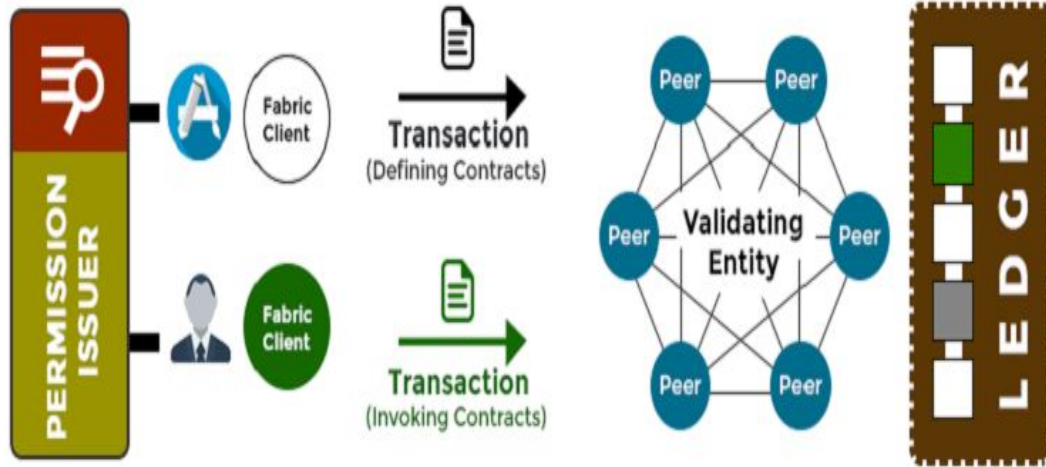 PERMISSION
ISSUER
Fabric
Client
Transaction
(Defining Contracts)
Fabric
Client
Transaction
(Invoking Contracts)
Peer
Peer
Peer
Validating
Entity
Peer
Peer
Peer
LEDGER